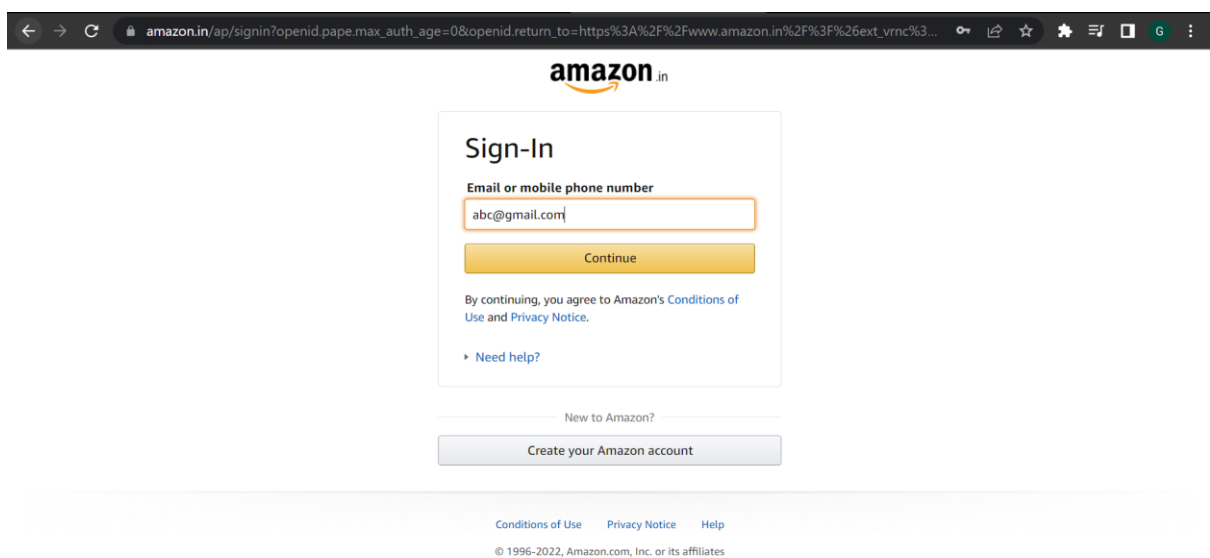 amazon.in/ap/signin?openid.pape.max_auth_age=0&openid.return_to=https%3A%2F%2Fwww.amazon.in%2F%3F%26ext_vrnc%3... G
amazon.in
Sign-In
Email or mobile phone number
abc@gmail.com
Continue
By continuing, you agree to Amazon's Conditions of
Use and Privacy Notice.
Need help?
New to Amazon?
Create your Amazon account
Conditions of Use Privacy Notice Help
© 1996-2022, Amazon.com, Inc. or its affiliates